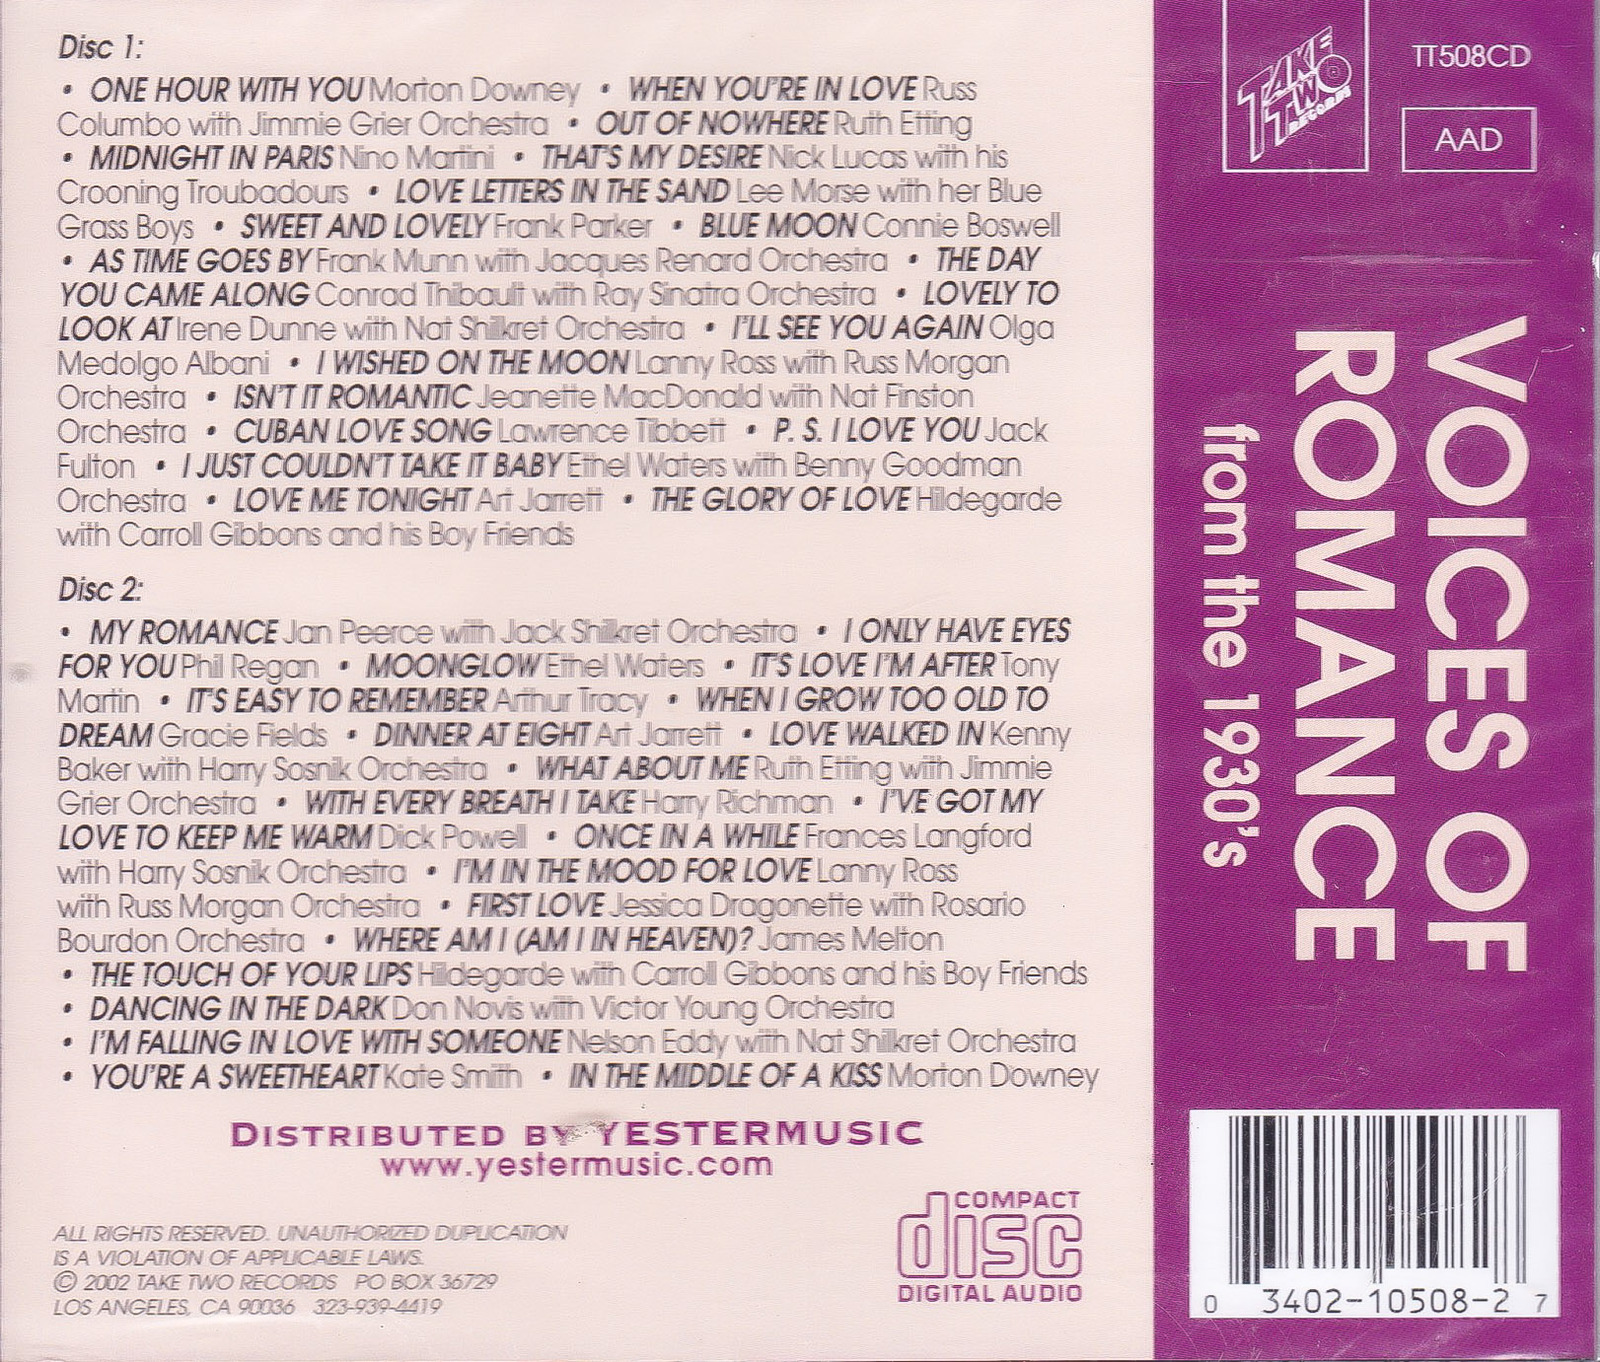 Disc 1:
• ONE HOUR WITH YOU Morton Downey • WHEN YOU'RE IN LOVE Russ
Columbo with Jimmie Grier Orchestra • OUT OF NOWHERE Ruth Etting
• MIDNIGHT IN PARIS Nino Martini • THAT'S MY DESIRE Nick Lucas with his
Crooning Troubadours • LOVE LETTERS IN THE SAND Lee Morse with her Blue
Grass Boys • SWEET AND LOVELY Frank Parker • BLUE MOON Connie Boswell
• AS TIME GOES BY Frank Munn with Jacques Renard Orchestra • THE DAY
YOU CAME ALONG Conrad Thibault with Ray Sinatra Orchestra • LOVELY TO
LOOK AT Irene Dunne with Nat Shilkret Orchestra • I'LL SEE YOU AGAIN Olga
Medolgo Albani • I WISHED ON THE MOON Lanny Ross with Russ Morgan
Orchestra • ISN'T IT ROMANTIC Jeanette MacDonald with Nat Finston
Orchestra • CUBAN LOVE SONG Lawrence Tibbett • P. S. I LOVE YOU Jack
Fulton • I JUST COULDN'T TAKE IT BABY Ethel Waters with Benny Goodman
Orchestra • LOVE ME TONIGHT Art Jarrett • THE GLORY OF LOVE Hildegarde
with Carroll Gibbons and his Boy Friends
Disc 2:
• MY ROMANCE Jan Peerce with Jack Shilkret Orchestra • I ONLY HAVE EYES
FOR YOU Phil Regan • MOONGLOW Ethel Waters • IT'S LOVE I'M AFTER Tony
Martin • IT'S EASY TO REMEMBER Arthur Tracy • WHEN I GROW TOO OLD TO
DREAM Gracie Fields • DINNER AT EIGHT Art Jarrett • LOVE WALKED IN Kenny
Baker with Harry Sosnik Orchestra • WHAT ABOUT ME Ruth Etting with Jimmie
Grier Orchestra • WITH EVERY BREATH I TAKE Harry Richman • I'VE GOT MY
LOVE TO KEEP ME WARM Dick Powell • ONCE IN A WHILE Frances Langford
with Harry Sosnik Orchestra • I'M IN THE MOOD FOR LOVE Lanny Ross
with Russ Morgan Orchestra • FIRST LOVE Jessica Dragonette with Rosario
Bourdon Orchestra • WHERE AM I (AM I IN HEAVEN)? James Melton
• THE TOUCH OF YOUR LIPS Hildegarde with Carroll Gibbons and his Boy Friends
• DANCING IN THE DARK Don Novis with Victor Young Orchestra
• I'M FALLING IN LOVE WITH SOMEONE Nelson Eddy with Nat Shilkret Orchestra
• YOU'RE A SWEETHEART Kate Smith • IN THE MIDDLE OF A KISS Morton Downey
DISTRIBUTED BY YESTERMUSIC
www.yestermusic.com
ALL RIGHTS RESERVED. UNAUTHORIZED DUPLICATION
IS A VIOLATION OF APPLICABLE LAWS.
© 2002 TAKE TWO RECORDS PO BOX 36729
LOS ANGELES, CA 90036 323-939-4419
COMPACT
disc
DIGITAL AUDIO
TAKE
TWO
RECORDS
TT508CD
AAD
VOICES OF
ROMANCE
from the 1930's
0 3402-10508-2 7